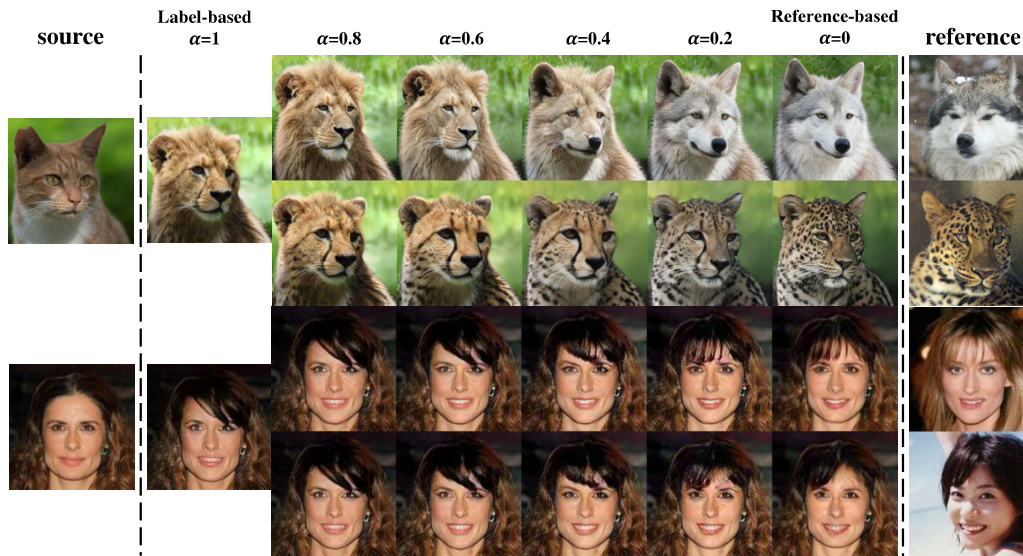 Label-based
Reference-based
source
α=1
α=0.8
α=0.6
α=0.4
α=0.2
α=0
reference